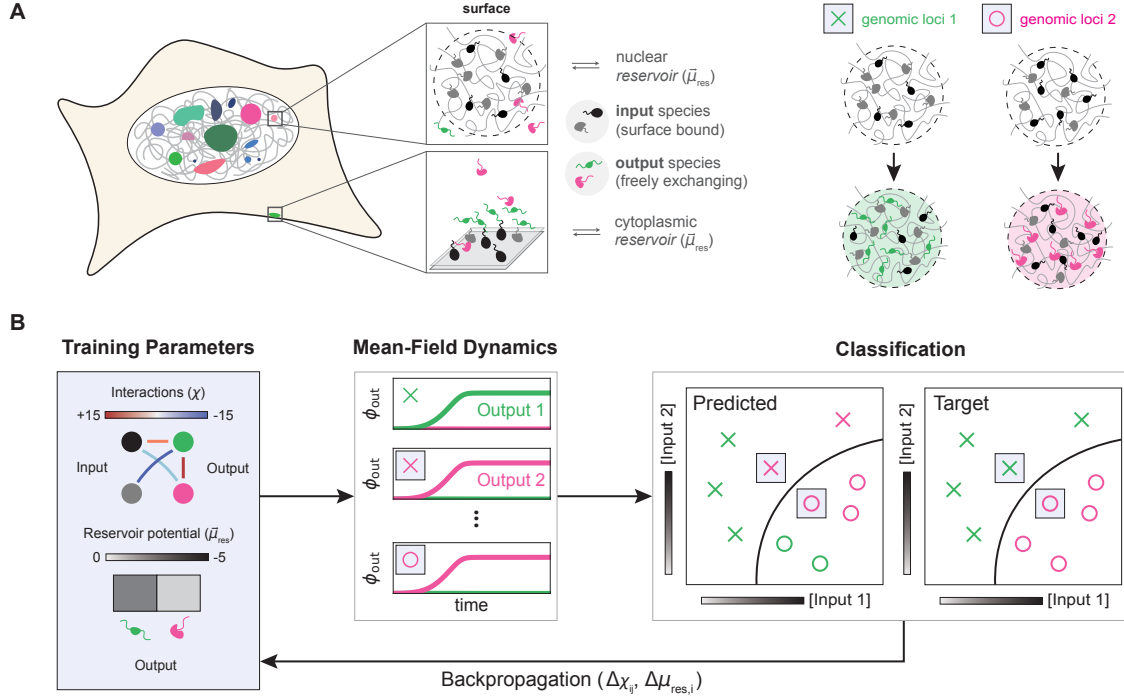 A
surface
nuclear
reservoir (μ⃗res)
input species
(surface bound)
output species
(freely exchanging)
cytoplasmic
reservoir (μ⃗res)
genomic loci 1
genomic loci 2
B
Training Parameters
Interactions (χ)
+15
-15
Input
Output
Reservoir potential (μ⃗res)
0
-5
Output
Mean-Field Dynamics
ϕout
Output 1
ϕout
Output 2
ϕout
time
Classification
Predicted
[Input 2]
[Input 1]
Target
[Input 2]
[Input 1]
Backpropagation (Δχij, Δμres,i)